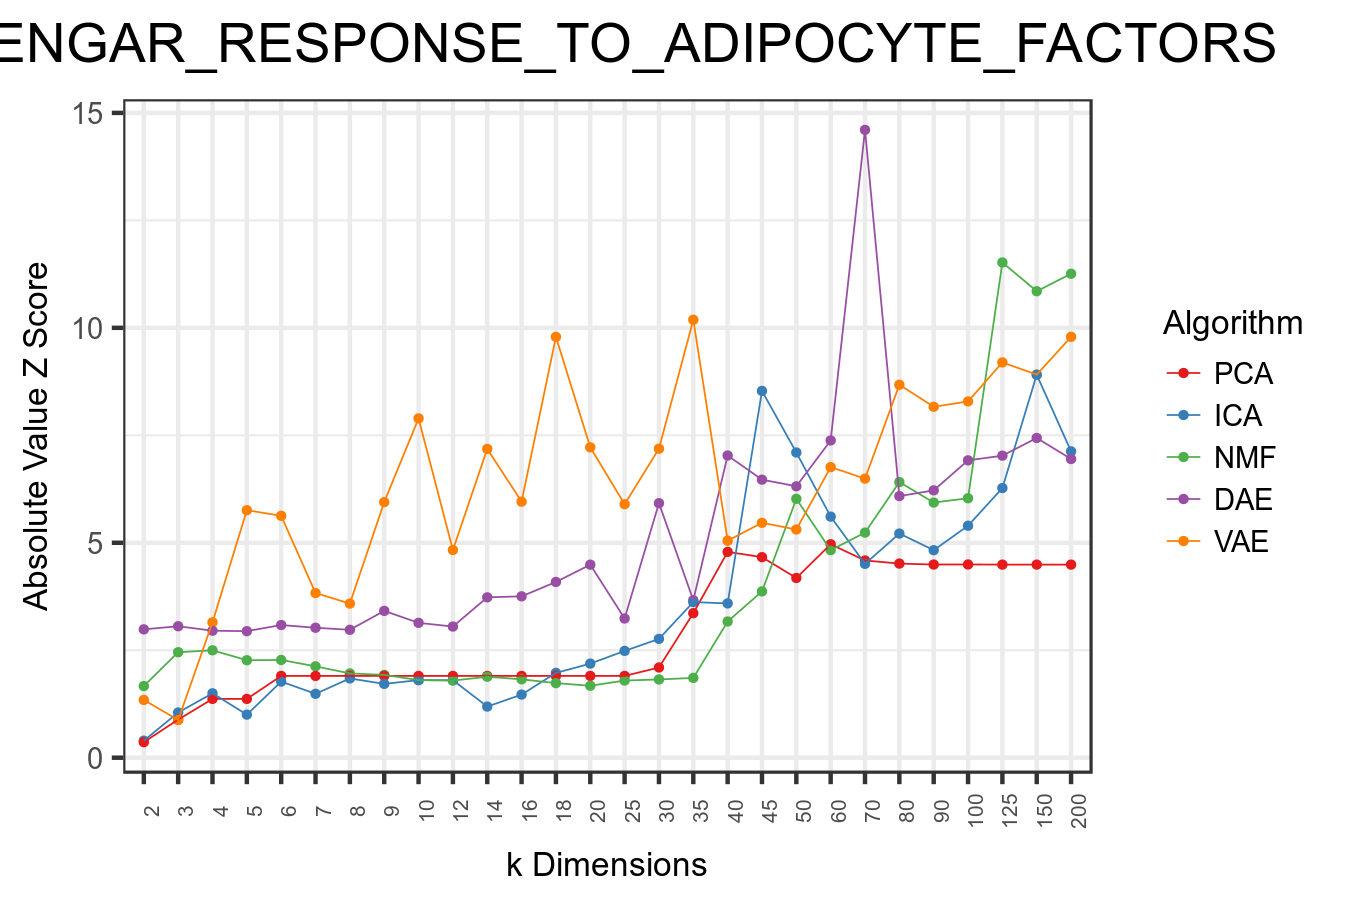 ENGAR_RESPONSE_TO_ADIPOCYTE_FACTORS
15
10
5
0
Absolute Value Z Score
2 3 4 5 6 7 8 9 10 12 14 16 18 20 25 30 35 40 45 50 60 70 80 90 100 125 150 200
k Dimensions
Algorithm
PCA
ICA
NMF
DAE
VAE